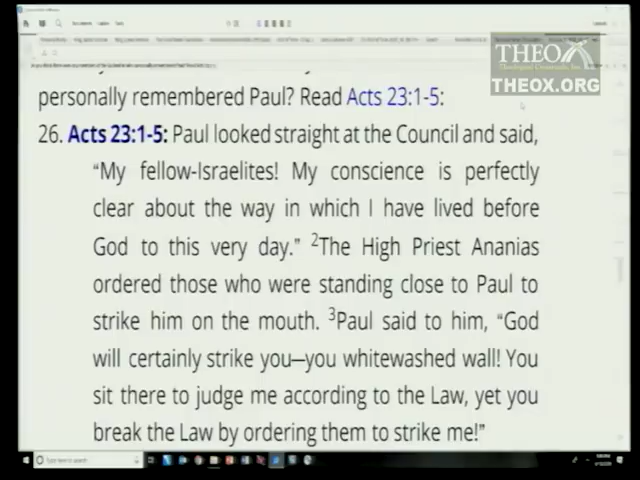 THEOX
THEOX.ORG
personally remembered Paul? Read Acts 23:1-5:
26. Acts 23:1-5: Paul looked straight at the Council and said,
“My fellow-Israelites! My conscience is perfectly
clear about the way in which I have lived before
God to this very day.” ²The High Priest Ananias
ordered those who were standing close to Paul to
strike him on the mouth. ³Paul said to him, “God
will certainly strike you—you whitewashed wall! You
sit there to judge me according to the Law, yet you
break the Law by ordering them to strike me!”
Type here to search